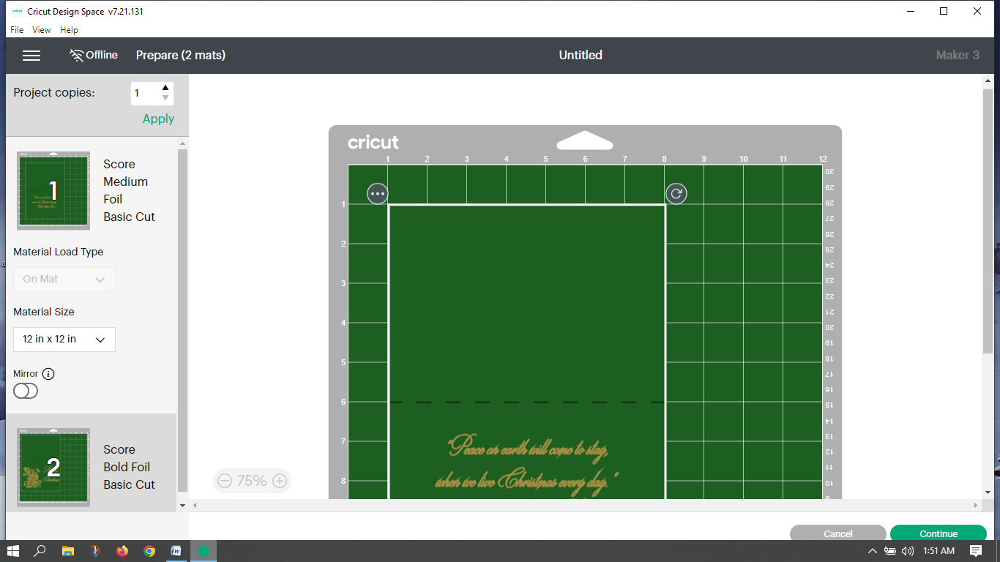 cricut Cricut Design Space v7.21.131
File View Help
Offline Prepare (2 mats) Untitled Maker 3
Project copies: 1
Apply
1
Score
Medium
Foil
Basic Cut
Material Load Type
On Mat
Material Size
12 in x 12 in
Mirror
2
Score
Bold Foil
Basic Cut
cricut
1 2 3 4 5 6 7 8 9 10 11 12
1
2
3
4
5
6
7
8
30
29
28
27
26
25
24
23
22
21
20
19
18
17
16
15
14
13
12
11
10
9
"Peace on earth will come to stay,
when we live Christmas every day."
75%
Cancel Continue
1:51 AM